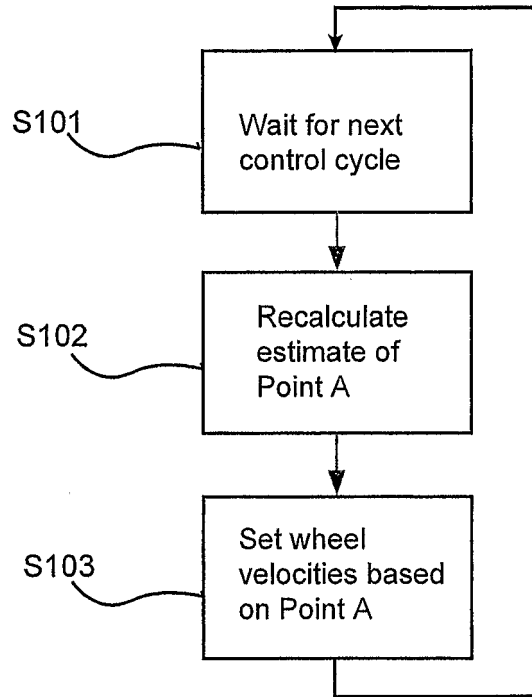 S101
Wait for next
control cycle
S102
Recalculate
estimate of
Point A
S103
Set wheel
velocities based
on Point A